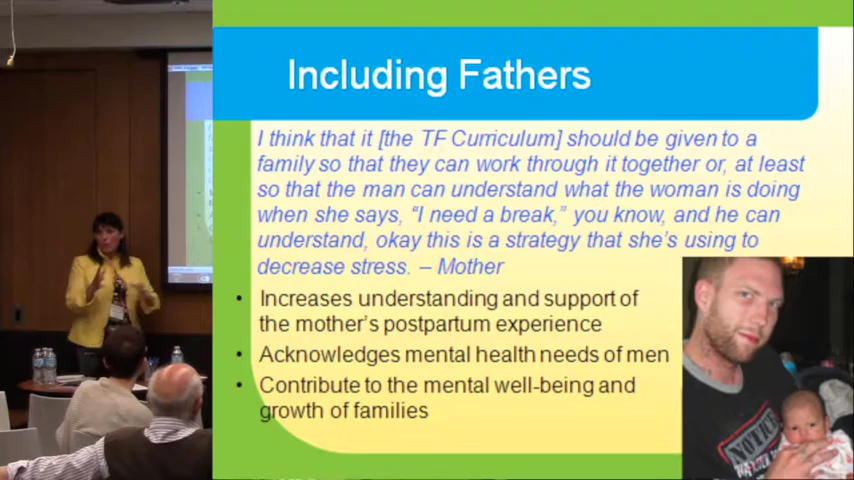 Including Fathers
I think that it [the TF Curriculum] should be given to a
family so that they can work through it together or, at least
so that the man can understand what the woman is doing
when she says, “I need a break,” you know, and he can
understand, okay this is a strategy that she’s using to
decrease stress. – Mother
• Increases understanding and support of
the mother’s postpartum experience
• Acknowledges mental health needs of men
• Contribute to the mental well-being and
growth of families
NOTICE